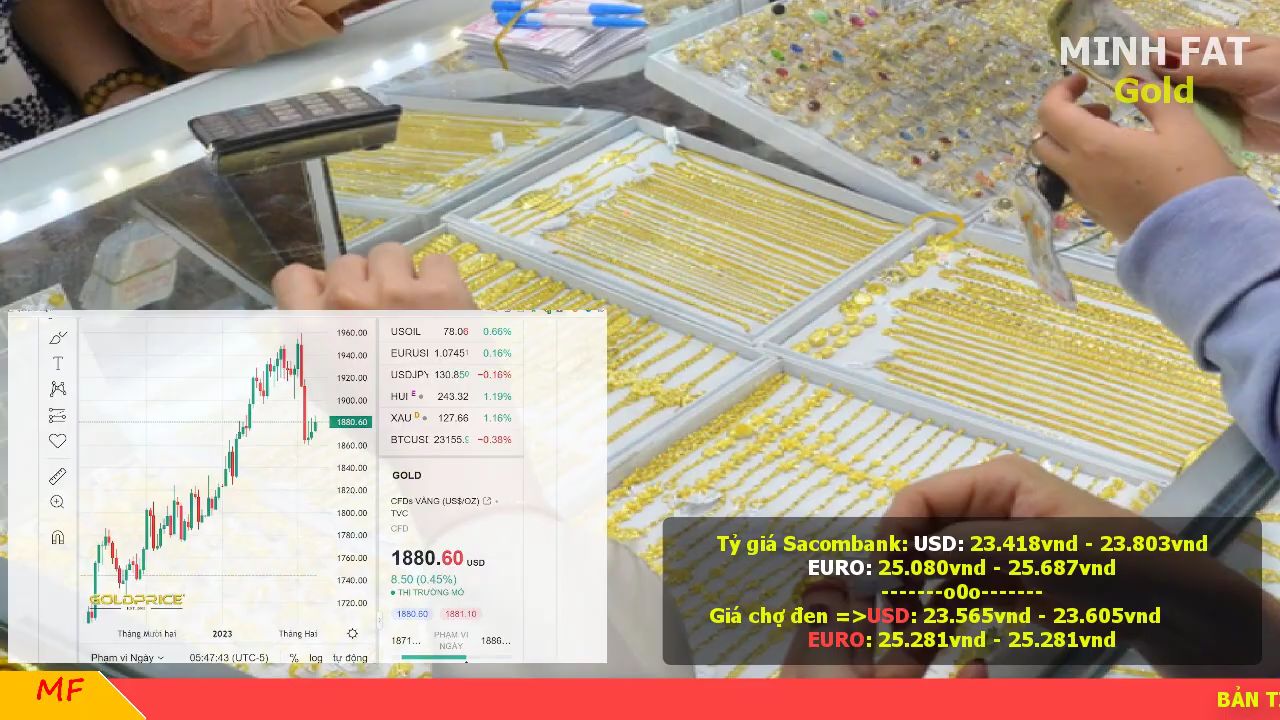 MINH FAT
Gold
1960.00
1940.00
1920.00
1900.00
1880.60
1860.00
1840.00
1820.00
1800.00
1780.00
1760.00
1740.00
1720.00
GOLDPRICE
Tháng Mười hai 2023 Tháng Hai
Phạm vi Ngày 05:47:43 (UTC-5) % log tự động
USOIL 78.06 0.66%
EURUSI 1.0745 0.16%
USDJPY 130.85 −0.16%
HUI E 243.32 1.19%
XAU D 127.66 1.16%
BTCUSI 23155. −0.38%
GOLD
CFDs VÀNG (US$/OZ)
TVC
CFD
1880.60 USD
8.50 (0.45%)
THỊ TRƯỜNG MỞ
1880.60 1881.10
1871... PHẠM VI NGÀY 1886...
Tỷ giá Sacombank: USD: 23.418vnd - 23.803vnd
EURO: 25.080vnd - 25.687vnd
-------o0o-------
Giá chợ đen =>USD: 23.565vnd - 23.605vnd
EURO: 25.281vnd - 25.281vnd
MF
BẢN T